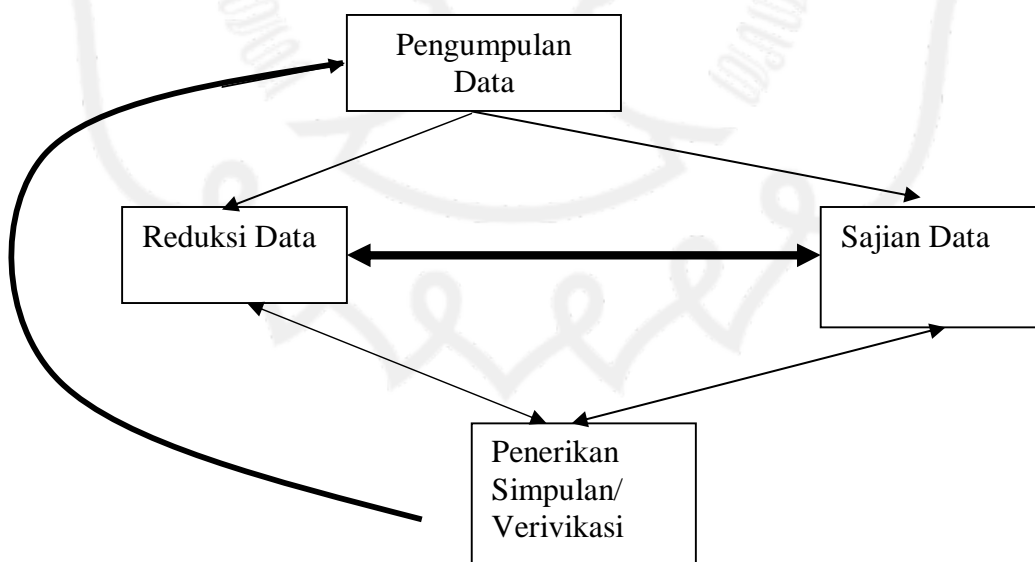 Pengumpulan
Data
Reduksi Data
Sajian Data
Penerikan
Simpulan/
Verivikasi